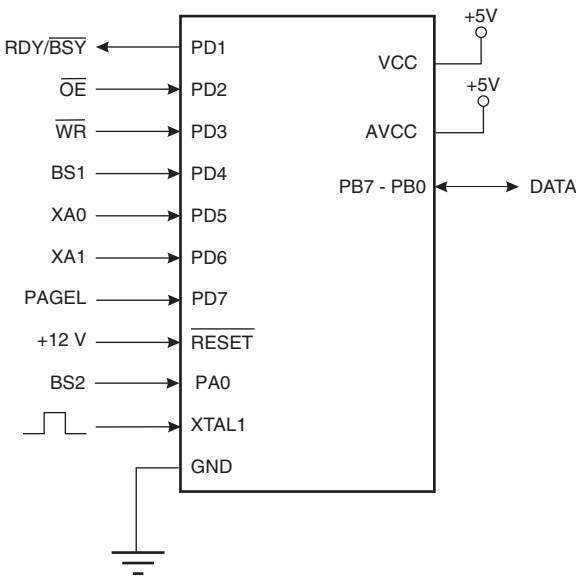 +5V
RDY/BSY PD1
VCC
OE PD2
+5V
WR PD3 AVCC
BS1 PD4 PB7 - PB0 DATA
XA0 PD5
XA1 PD6
PAGEL PD7
+12 V RESET
BS2 PA0
XTAL1
GND